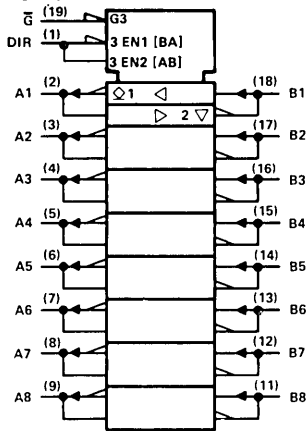 G (19) G3
DIR (1) 3 EN1 [BA]
3 EN2 [AB]
A1 (2) 1 (18) B1
2
A2 (3) (17) B2
A3 (4) (16) B3
A4 (5) (15) B4
A5 (6) (14) B5
A6 (7) (13) B6
A7 (8) (12) B7
A8 (9) (11) B8